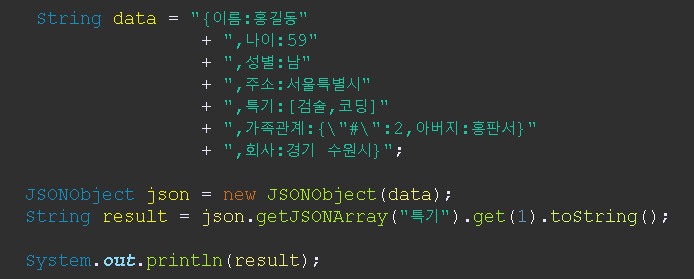 String data = "{이름:홍길동"
+ ",나이:59"
+ ",성별:남"
+ ",주소:서울특별시"
+ ",특기:[검술,코딩]"
+ ",가족관계:{\"#\":2,아버지:홍판서}"
+ ",회사:경기 수원시}";
JSONObject json = new JSONObject(data);
String result = json.getJSONArray("특기").get(1).toString();
System.out.println(result);